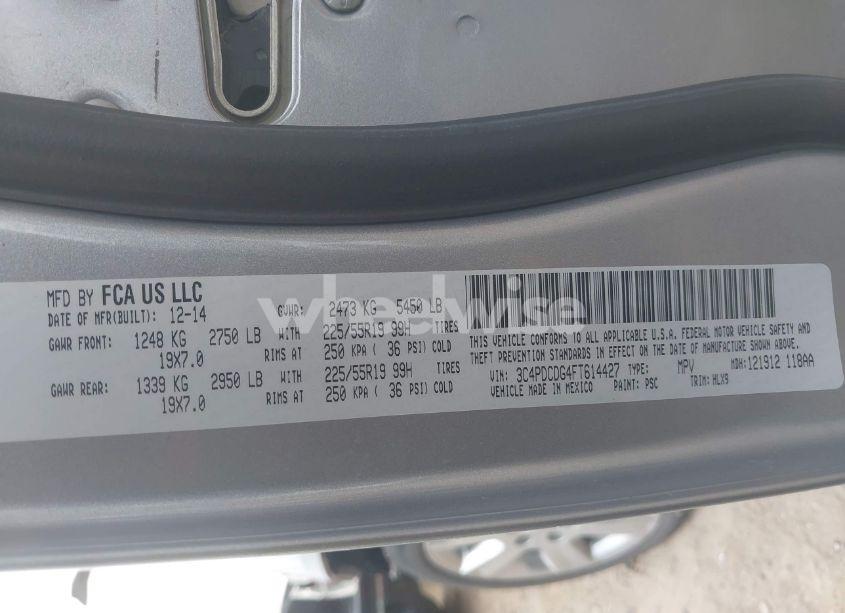 MFD BY FCA US LLC
DATE OF MFR(BUILT): 12-14 GVWR: 2473 KG 5450 LB
GAWR FRONT: 1248 KG 2750 LB WITH 225/55R19 99H TIRES
19X7.0 RIMS AT 250 KPA ( 36 PSI) COLD
GAWR REAR: 1339 KG 2950 LB WITH 225/55R19 99H TIRES
19X7.0 RIMS AT 250 KPA ( 36 PSI) COLD
THIS VEHICLE CONFORMS TO ALL APPLICABLE U.S.A. FEDERAL MOTOR VEHICLE SAFETY AND
THEFT PREVENTION STANDARDS IN EFFECT ON THE DATE OF MANUFACTURE SHOWN ABOVE.
VIN: 3C4PDCDG4FT614427 TYPE: MPV MDH:121912 118AA
VEHICLE MADE IN MEXICO PAINT: PSC TRIM: HLX9
wheelwise